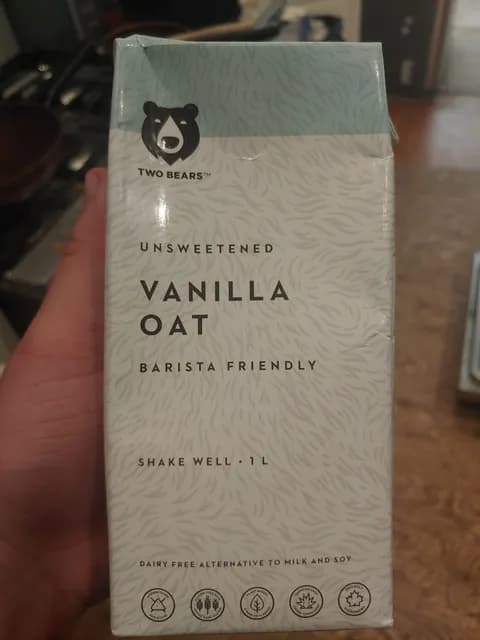 TWO BEARS™
UNSWEETENED
VANILLA
OAT
BARISTA FRIENDLY
SHAKE WELL • 1 L
DAIRY FREE ALTERNATIVE TO MILK AND SOY